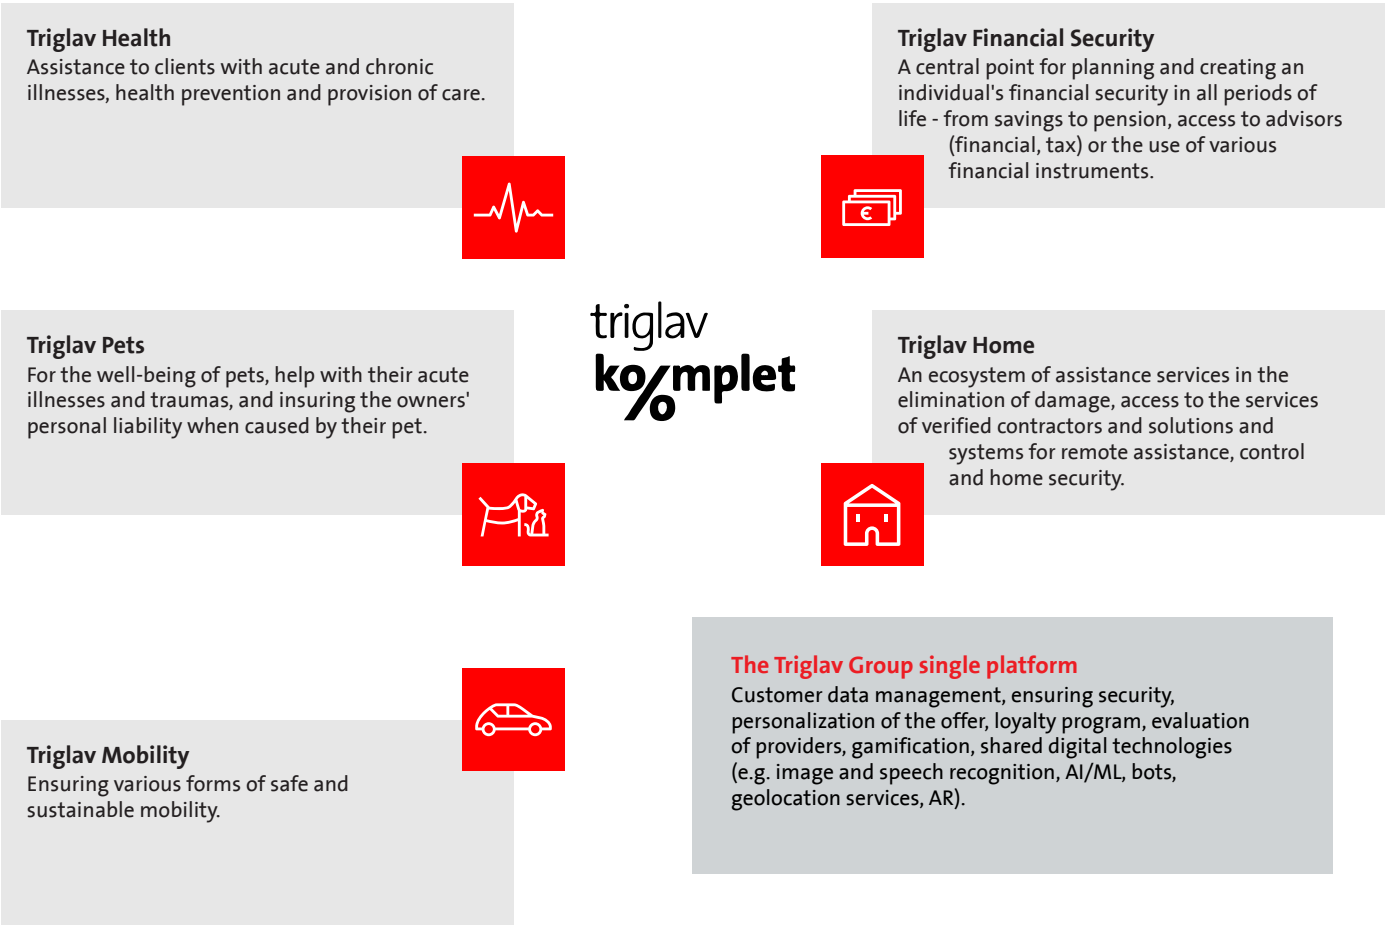 Triglav Health
Assistance to clients with acute and chronic
illnesses, health prevention and provision of care.
Triglav Financial Security
A central point for planning and creating an
individual's financial security in all periods of
life - from savings to pension, access to advisors
(financial, tax) or the use of various
financial instruments.
€
triglav
ko%mplet
Triglav Pets
For the well-being of pets, help with their acute
illnesses and traumas, and insuring the owners'
personal liability when caused by their pet.
Triglav Home
An ecosystem of assistance services in the
elimination of damage, access to the services
of verified contractors and solutions and
systems for remote assistance, control
and home security.
Triglav Mobility
Ensuring various forms of safe and
sustainable mobility.
The Triglav Group single platform
Customer data management, ensuring security,
personalization of the offer, loyalty program, evaluation
of providers, gamification, shared digital technologies
(e.g. image and speech recognition, AI/ML, bots,
geolocation services, AR).